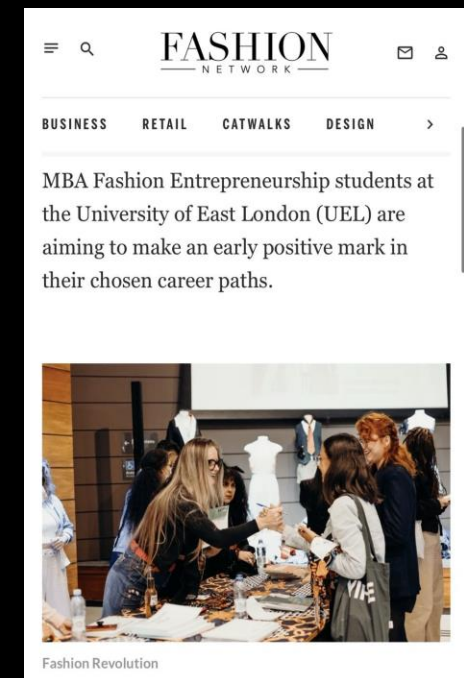 FASHION
NETWORK
BUSINESS RETAIL CATWALKS DESIGN
MBA Fashion Entrepreneurship students at
the University of East London (UEL) are
aiming to make an early positive mark in
their chosen career paths.
Fashion Revolution